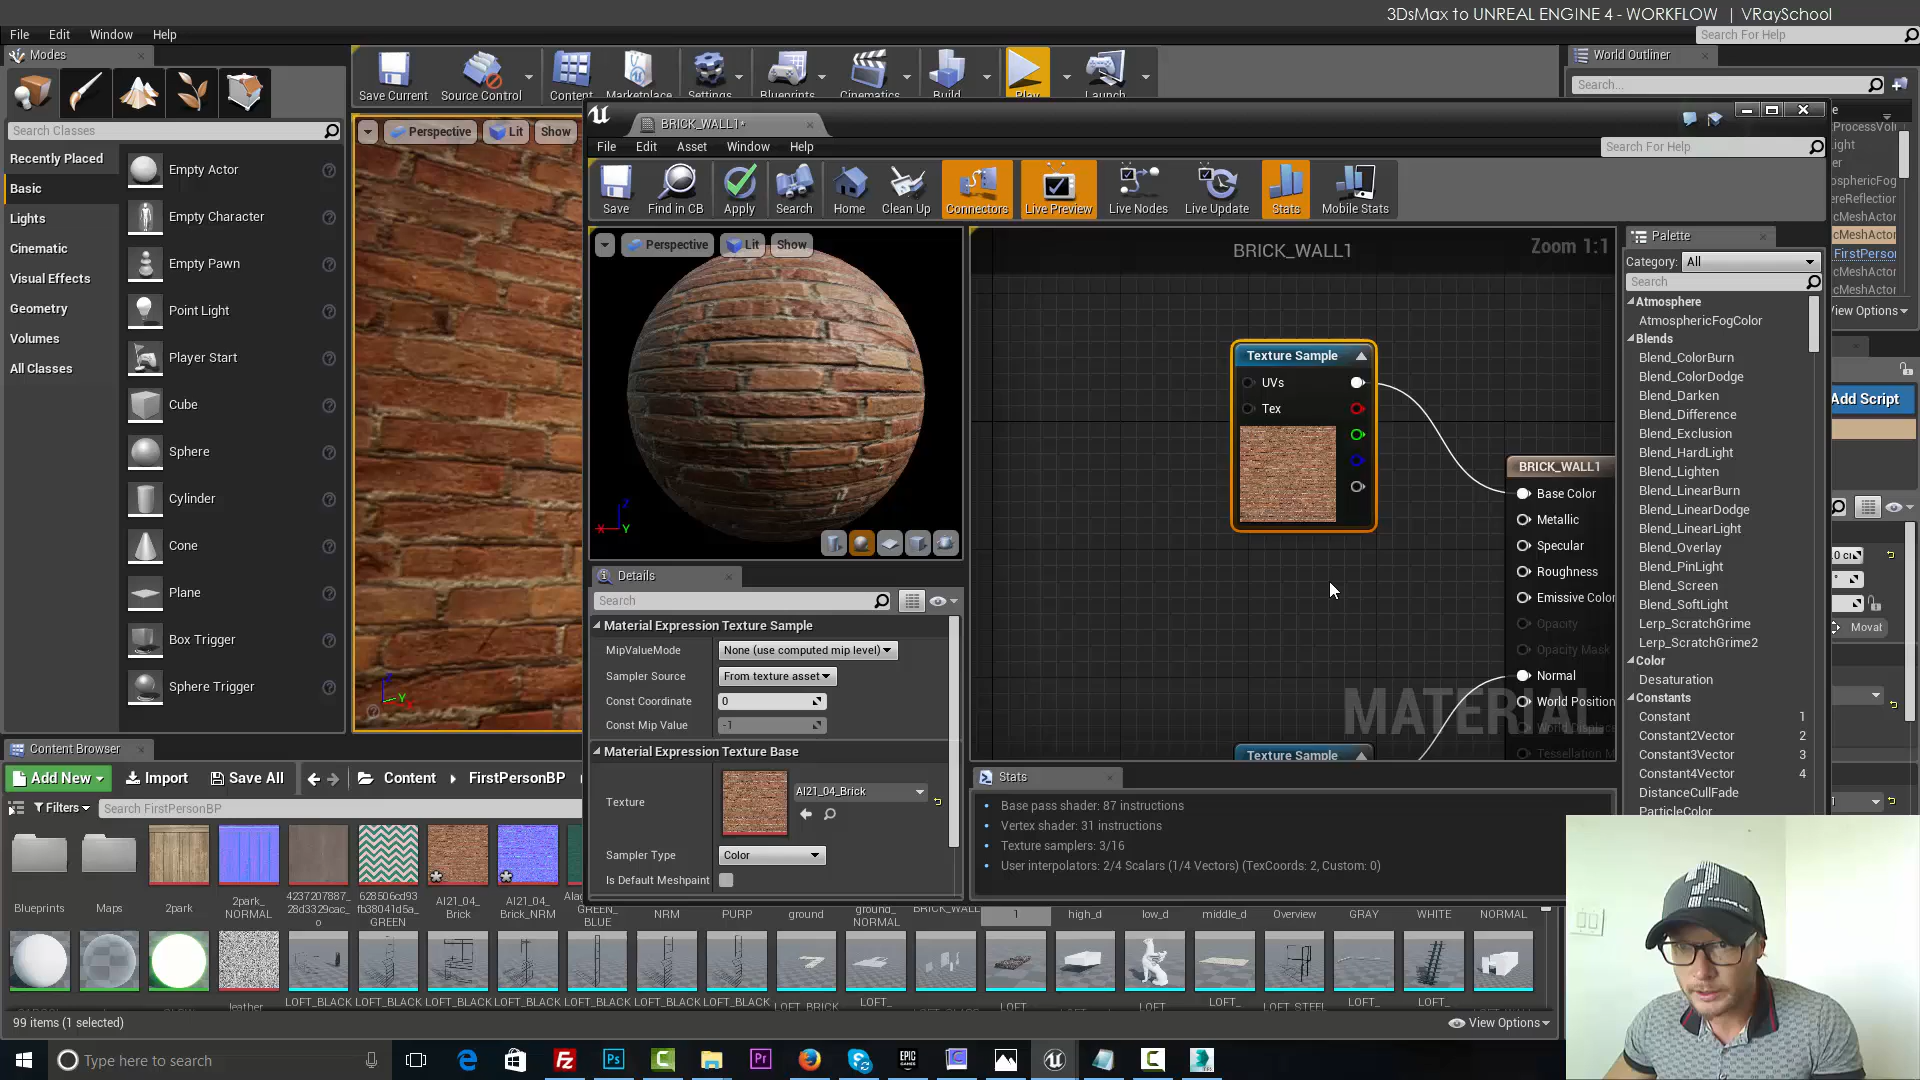 3DsMax to UNREAL ENGINE 4 - WORKFLOW | VRaySchool
File Edit Window Help
Search For Help
Modes
World Outliner
Save Current
Source Control
Content
Marketplace
Settings
Blueprints
Cinematics
Build
Play
Launch
Search...
Search Classes
Perspective
Lit
Show
Recently Placed
Basic
Lights
Cinematic
Visual Effects
Geometry
Volumes
All Classes
Empty Actor
Empty Character
Empty Pawn
Point Light
Player Start
Cube
Sphere
Cylinder
Cone
Plane
Box Trigger
Sphere Trigger
BRICK_WALL1*
File Edit Asset Window Help
Search For Help
Save
Find in CB
Apply
Search
Home
Clean Up
Connectors
Live Preview
Live Nodes
Live Update
Stats
Mobile Stats
Perspective
Lit
Show
X
Y
Z
BRICK_WALL1
Zoom 1:1
Texture Sample
UVs
Tex
BRICK_WALL1
Base Color
Metallic
Specular
Roughness
Emissive Color
Opacity
Opacity Mask
Normal
World Position
World Displac
Tessellation M
Texture Sample
MATERIAL
Palette
Category: All
Search
Atmosphere
AtmosphericFogColor
Blends
Blend_ColorBurn
Blend_ColorDodge
Blend_Darken
Blend_Difference
Blend_Exclusion
Blend_HardLight
Blend_Lighten
Blend_LinearBurn
Blend_LinearDodge
Blend_LinearLight
Blend_Overlay
Blend_PinLight
Blend_Screen
Blend_SoftLight
Lerp_ScratchGrime
Lerp_ScratchGrime2
Color
Desaturation
Constants
Constant 1
Constant2Vector 2
Constant3Vector 3
Constant4Vector 4
DistanceCullFade
ParticleColor
ProcessVolu
light
osphericFog
ereReflection
cMeshActor
cMeshActor
FirstPerson
cMeshActor
cMeshActor
View Options
Add Script
Movat
Details
Search
Material Expression Texture Sample
MipValueMode None (use computed mip level)
Sampler Source From texture asset
Const Coordinate 0
Const Mip Value -1
Material Expression Texture Base
Texture
AI21_04_Brick
Sampler Type Color
Is Default Meshpaint
Stats
Base pass shader: 87 instructions
Vertex shader: 31 instructions
Texture samplers: 3/16
User interpolators: 2/4 Scalars (1/4 Vectors) (TexCoords: 2, Custom: 0)
Content Browser
Add New
Import
Save All
Content
FirstPersonBP
Filters
Search FirstPersonBP
Blueprints
Maps
2park
2park_
NORMAL
4237207887_
28d3329cac_
o
628506cd93
fb38041d5a_
GREEN
AI21_04_
Brick
AI21_04_
Brick_NRM
GREEN_
BLUE
NRM
PURP
ground
ground_
NORMAL
BRICK_WALL
1
high_d
low_d
middle_d
Overview
GRAY
WHITE
NORMAL
leather
LOFT_BLACK
LOFT_BLACK
LOFT_BLACK
LOFT_BLACK
LOFT_BLACK
LOFT_BLACK
LOFT_BLACK
LOFT_BRICK
LOFT_
LOFT
LOFT
LOFT_
LOFT_STEEL
LOFT_
LOFT_
99 items (1 selected)
View Options
Type here to search